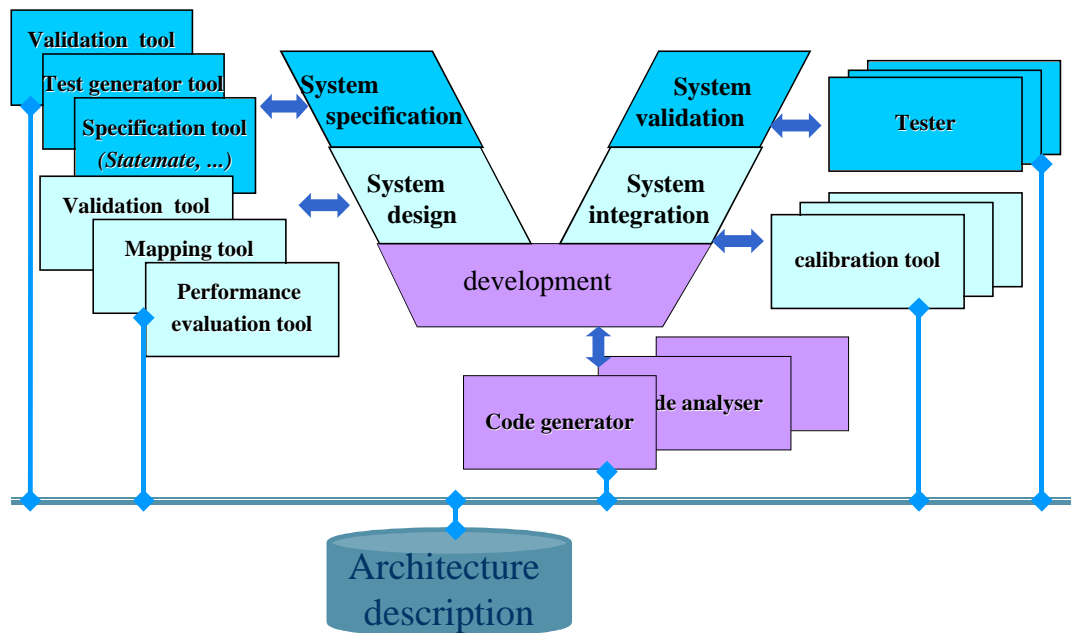 Validation tool
Test generator tool
Specification tool
(Statemate, ...)
Validation tool
Mapping tool
Performance
evaluation tool
System
specification
System
design
System
validation
System
integration
development
Tester
calibration tool
Code generator
de analyser
Architecture
description